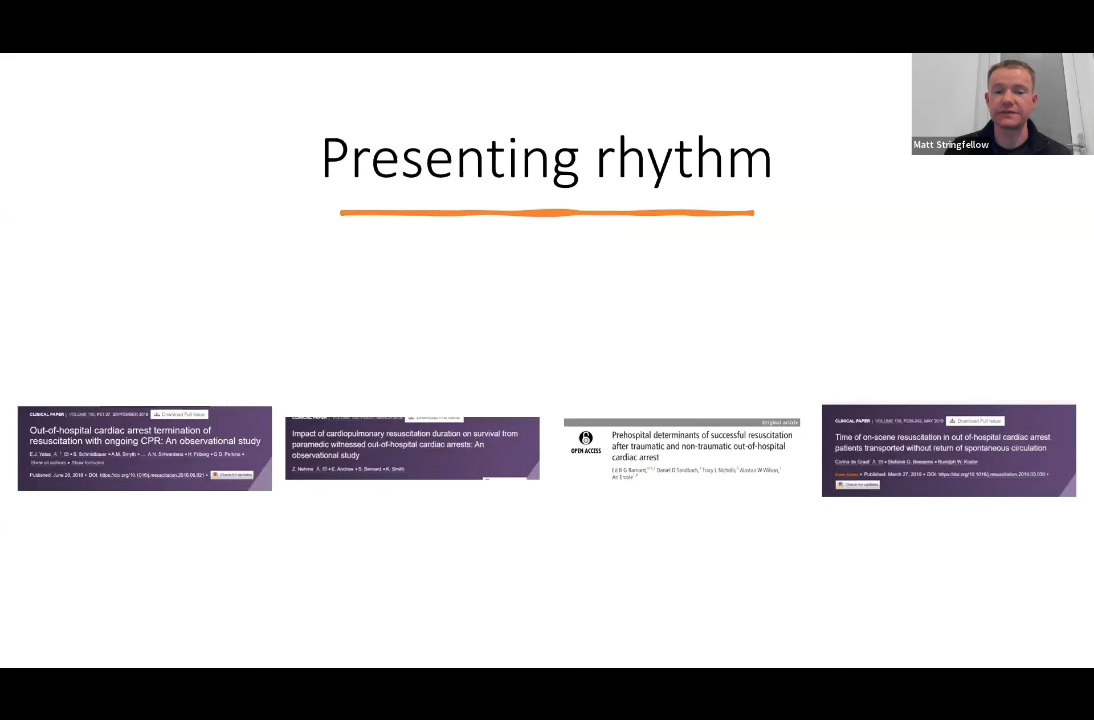 Matt Stringfellow
Presenting rhythm
CLINICAL PAPER | VOLUME 130, P21-27, SEPTEMBER 2018 Download Full Issue
Out-of-hospital cardiac arrest termination of
resuscitation with ongoing CPR: An observational study
E.J. Yates • S. Schmidbauer • A.M. Smyth • ... A.N. Schweickerdt • H. Friberg • G.D. Perkins •
Show all authors • Show footnotes
Published: June 25, 2018 • DOI: https://doi.org/10.1016/j.resuscitation.2018.06.021 • Check for updates
Download Full Issue
Impact of cardiopulmonary resuscitation duration on survival from
paramedic witnessed out-of-hospital cardiac arrests: An
observational study
Z. Nehme • E. Andrew • S. Bernard • K. Smith
Original article
OPEN ACCESS
Prehospital determinants of successful resuscitation
after traumatic and non-traumatic out-of-hospital
cardiac arrest
Ed B G Barnard, Daniel D Sandbach, Tracy L Nicholls, Alastair W Wilson,
Ari Ercole
CLINICAL PAPER | MAY 2019 Download Full Issue
Time of on-scene resuscitation in out of-hospital cardiac arrest
patients transported without return of spontaneous circulation
Corina de Graaf • Stefanie G. Beesems • Rudolph W. Koster
Published: March 27, 2019 • DOI: https://doi.org/10.1016/j.resuscitation.2019.03.030 •
Check for updates